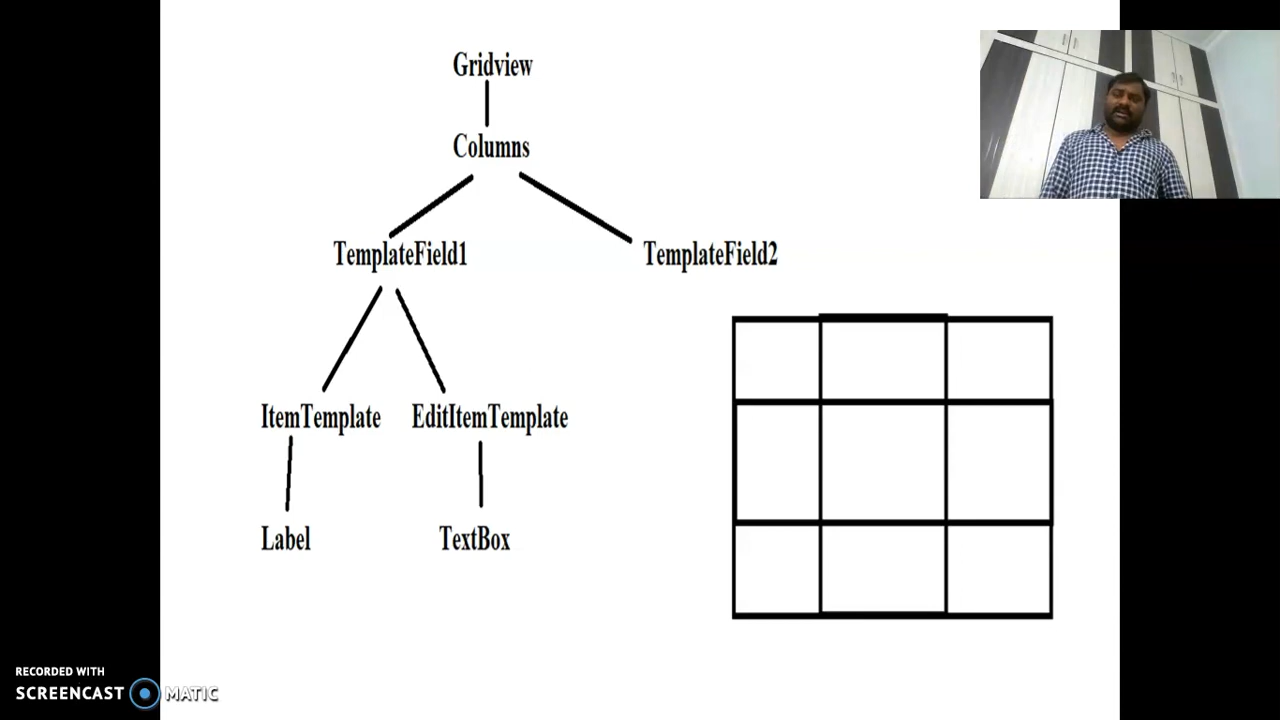 Gridview
Columns
TemplateField1 TemplateField2
ItemTemplate EditItemTemplate
Label TextBox
RECORDED WITH
SCREENCAST MATIC